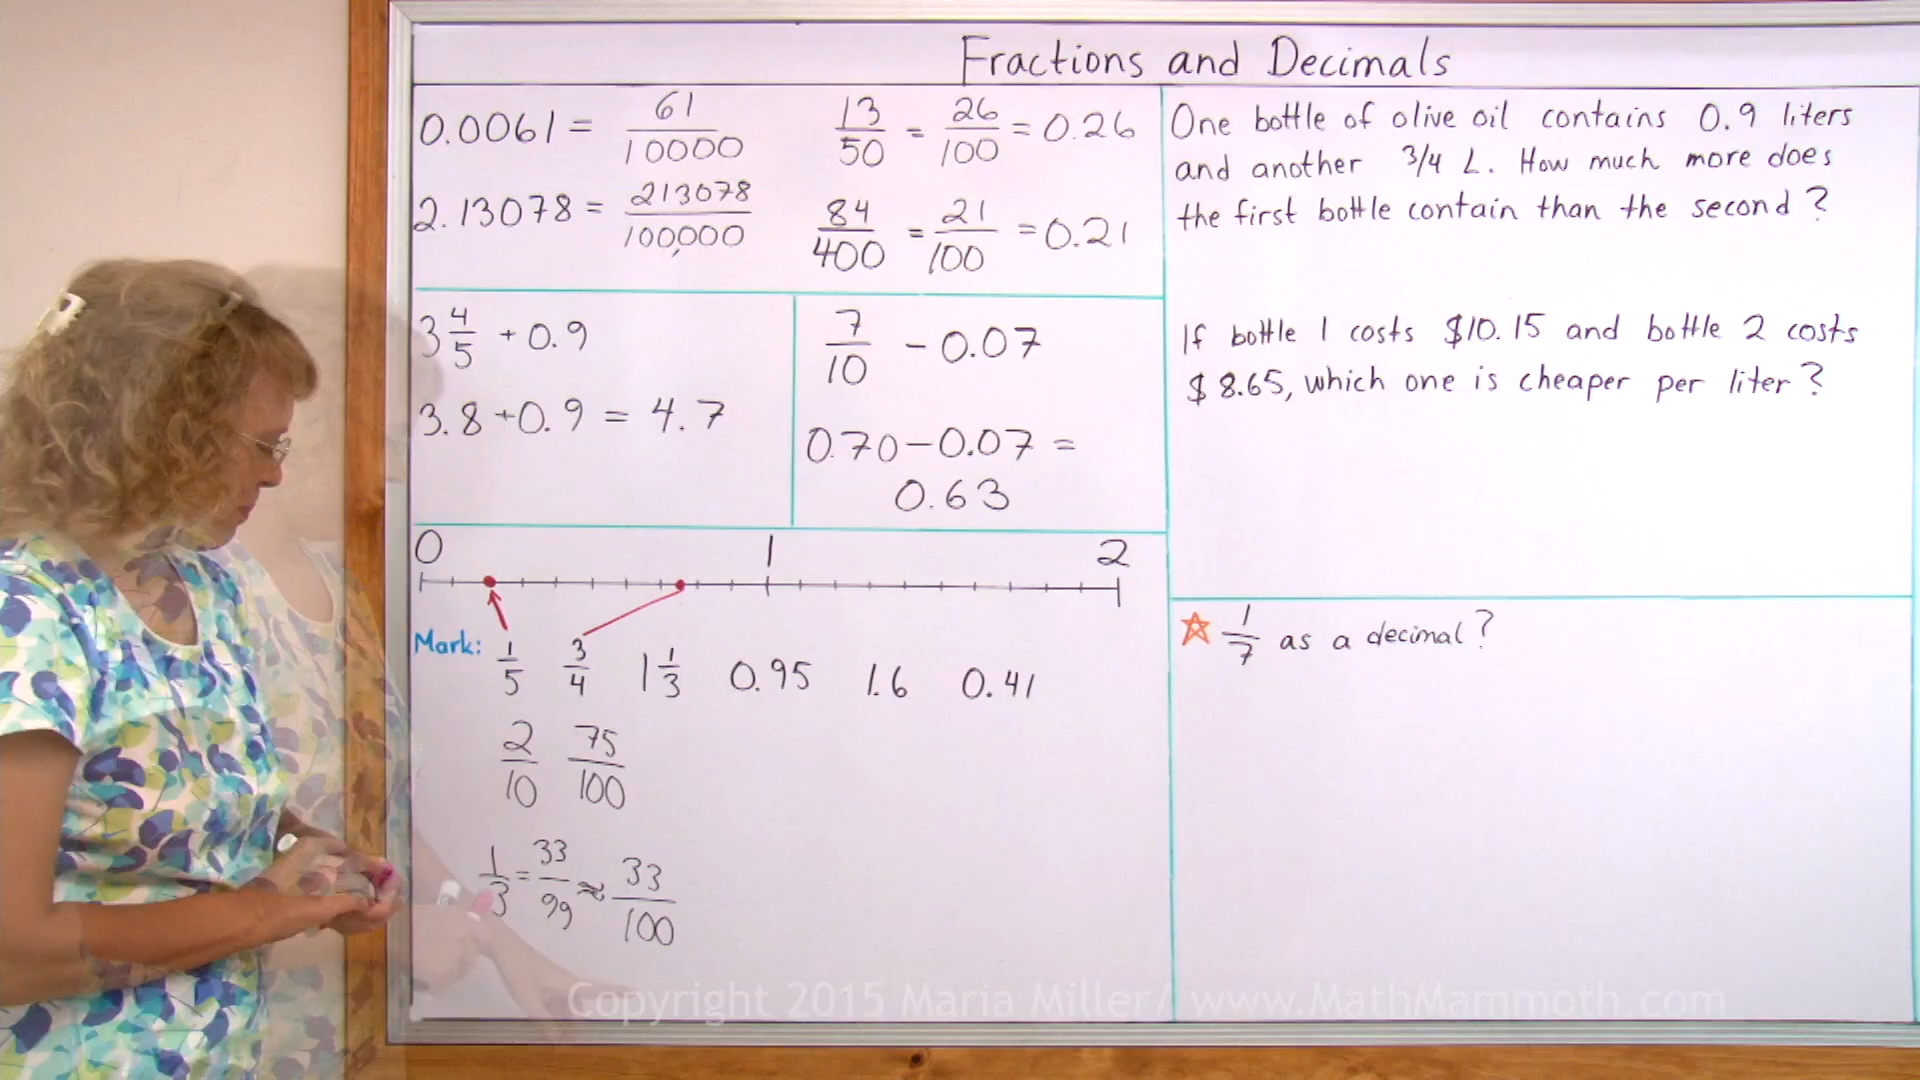 Fractions and Decimals
0.0061 = 61/10000
2.13078 = 213078/100,000
13/50 = 26/100 = 0.26
84/400 = 21/100 = 0.21
3 4/5 + 0.9
3.8 + 0.9 = 4.7
7/10 - 0.07
0.70 - 0.07 =
0.63
0 1 2
Mark: 1/5 3/4 1 1/3 0.95 1.6 0.41
2/10 75/100
1/3 = 33/99 ≈ 33/100
One bottle of olive oil contains 0.9 liters
and another 3/4 L. How much more does
the first bottle contain than the second?
If bottle 1 costs $10.15 and bottle 2 costs
$8.65, which one is cheaper per liter?
1/7 as a decimal?
Copyright 2015 Maria Miller / www.MathMammoth.com